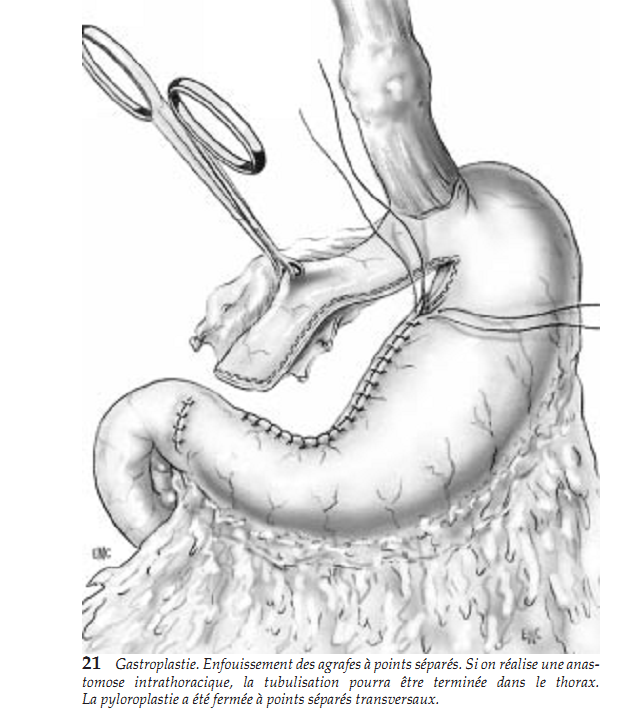 EMC
EMC
21 Gastroplastie. Enfouissement des agrafes à points séparés. Si on réalise une anas-
tomose intrathoracique, la tubulisation pourra être terminée dans le thorax.
La pyloroplastie a été fermée à points séparés transversaux.